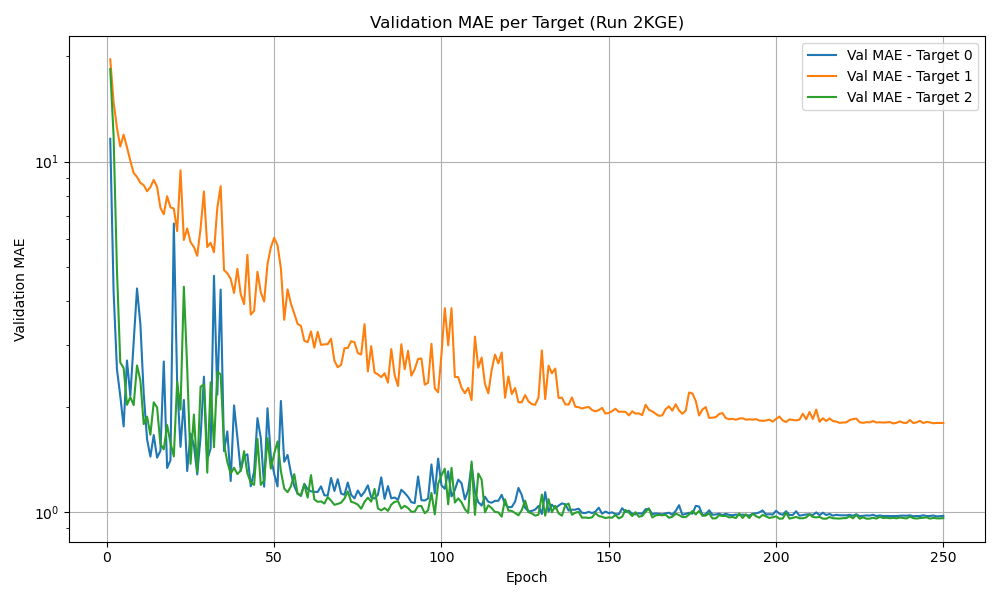 Validation MAE per Target (Run 2KGE)
Val MAE - Target 0
Val MAE - Target 1
Val MAE - Target 2
10¹
10⁰
Validation MAE
0 50 100 150 200 250
Epoch